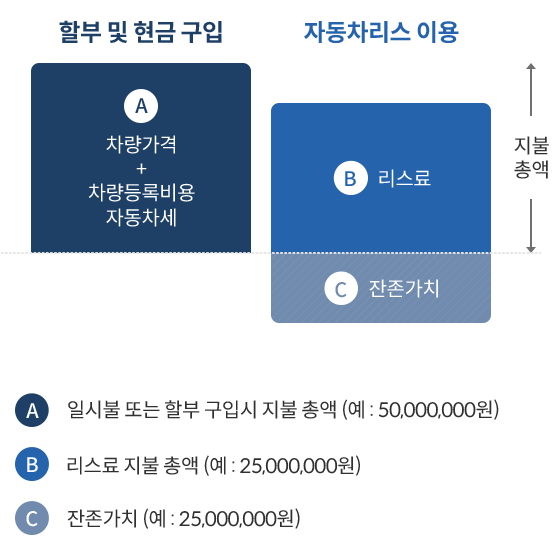 할부 및 현금 구입
자동차리스 이용
A
차량가격
+
차량등록비용
자동차세
B 리스료
C 잔존가치
지불
총액
A 일시불 또는 할부 구입시 지불 총액 (예 : 50,000,000원)
B 리스료 지불 총액 (예 : 25,000,000원)
C 잔존가치 (예 : 25,000,000원)